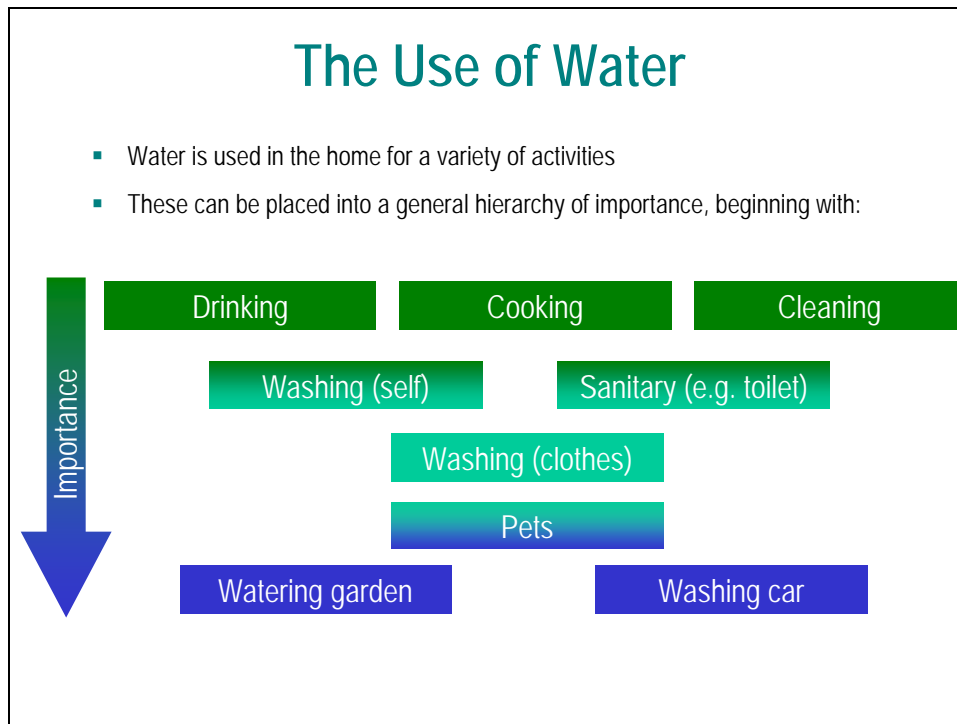 The Use of Water
▪ Water is used in the home for a variety of activities
▪ These can be placed into a general hierarchy of importance, beginning with:
Importance
Drinking Cooking Cleaning
Washing (self) Sanitary (e.g. toilet)
Washing (clothes)
Pets
Watering garden Washing car